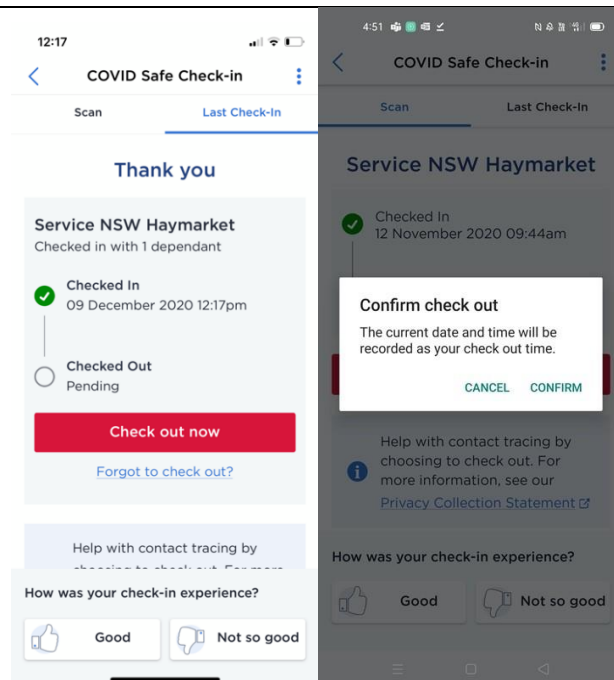 12:17
COVID Safe Check-in
Scan
Last Check-In
Thank you
Service NSW Haymarket
Checked in with 1 dependant
Checked In
09 December 2020 12:17pm
Checked Out
Pending
Check out now
Forgot to check out?
Help with contact tracing by
choosing to check out. For more
How was your check-in experience?
Good
Not so good
4:51
COVID Safe Check-in
Scan
Last Check-In
Service NSW Haymarket
Checked In
12 November 2020 09:44am
Confirm check out
The current date and time will be
recorded as your check out time.
CANCEL
CONFIRM
Help with contact tracing by
choosing to check out. For
more information, see our
Privacy Collection Statement
How was your check-in experience?
Good
Not so good